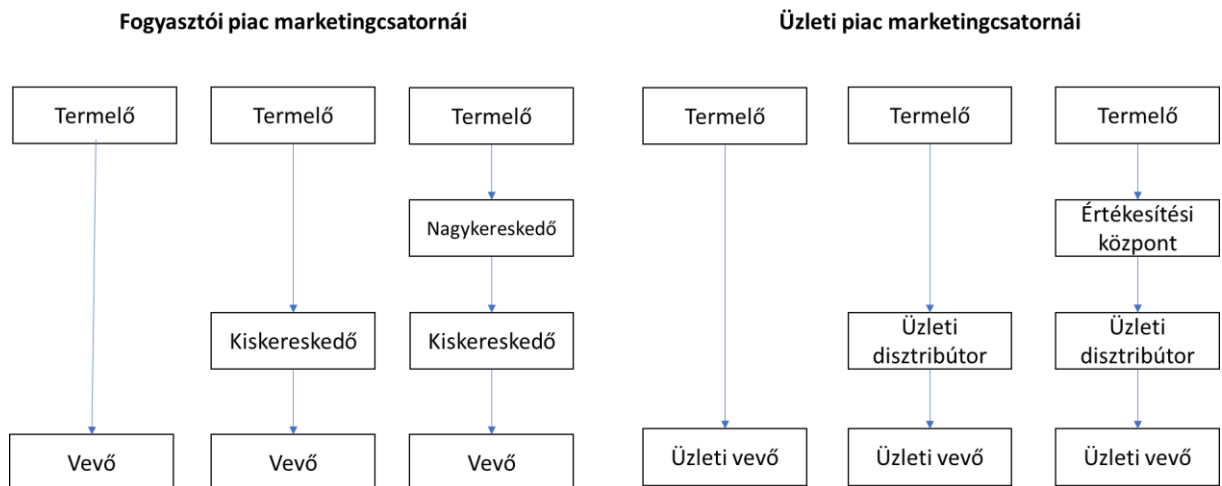 Fogyasztói piac marketingcsatornái
Üzleti piac marketingcsatornái
Termelő
Termelő
Termelő
Termelő
Termelő
Termelő
Nagykereskedő
Értékesítési
központ
Kiskereskedő
Kiskereskedő
Üzleti
disztribútor
Üzleti
disztribútor
Vevő
Vevő
Vevő
Üzleti vevő
Üzleti vevő
Üzleti vevő